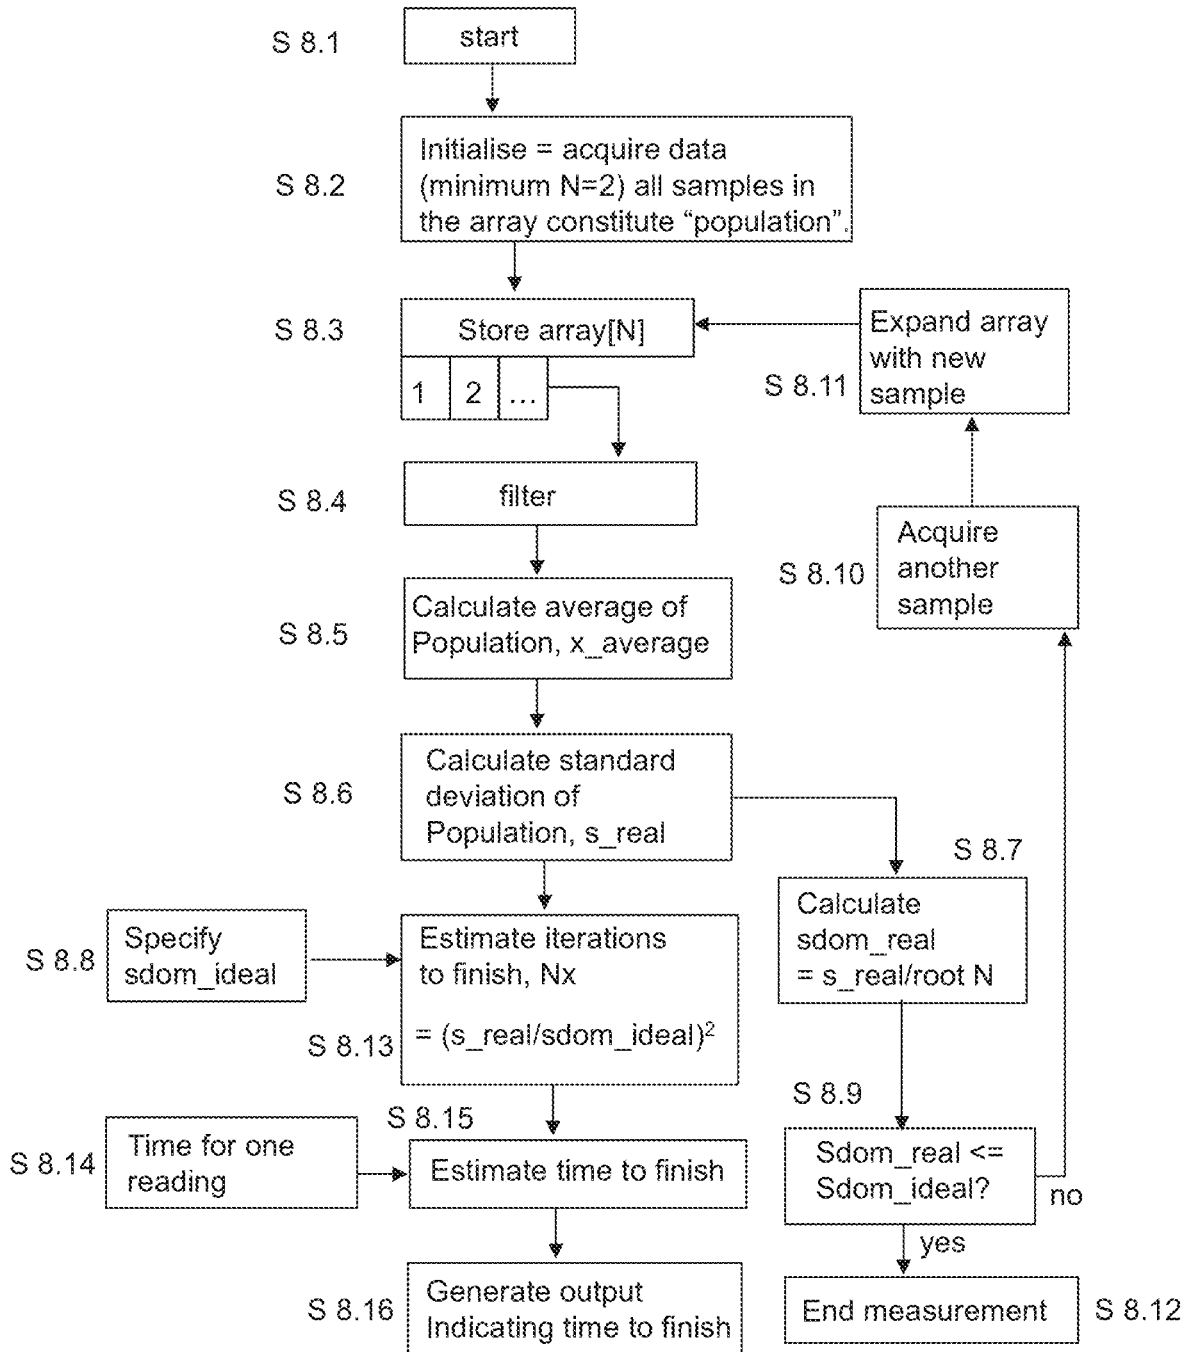 S 8.1
start
S 8.2
Initialise = acquire data
(minimum N=2) all samples in
the array constitute “population”.
S 8.3
Store array[N]
1
2
...
Expand array
with new
sample
S 8.11
S 8.4
filter
Acquire
another
sample
S 8.10
S 8.5
Calculate average of
Population, x_average
S 8.6
Calculate standard
deviation of
Population, s_real
S 8.7
Calculate
sdom_real
= s_real/root N
S 8.8
Specify
sdom_ideal
Estimate iterations
to finish, Nx
= (s_real/sdom_ideal)²
S 8.13
S 8.9
Sdom_real <=
Sdom_ideal?
no
yes
S 8.14
Time for one
reading
S 8.15
Estimate time to finish
S 8.16
Generate output
Indicating time to finish
End measurement
S 8.12